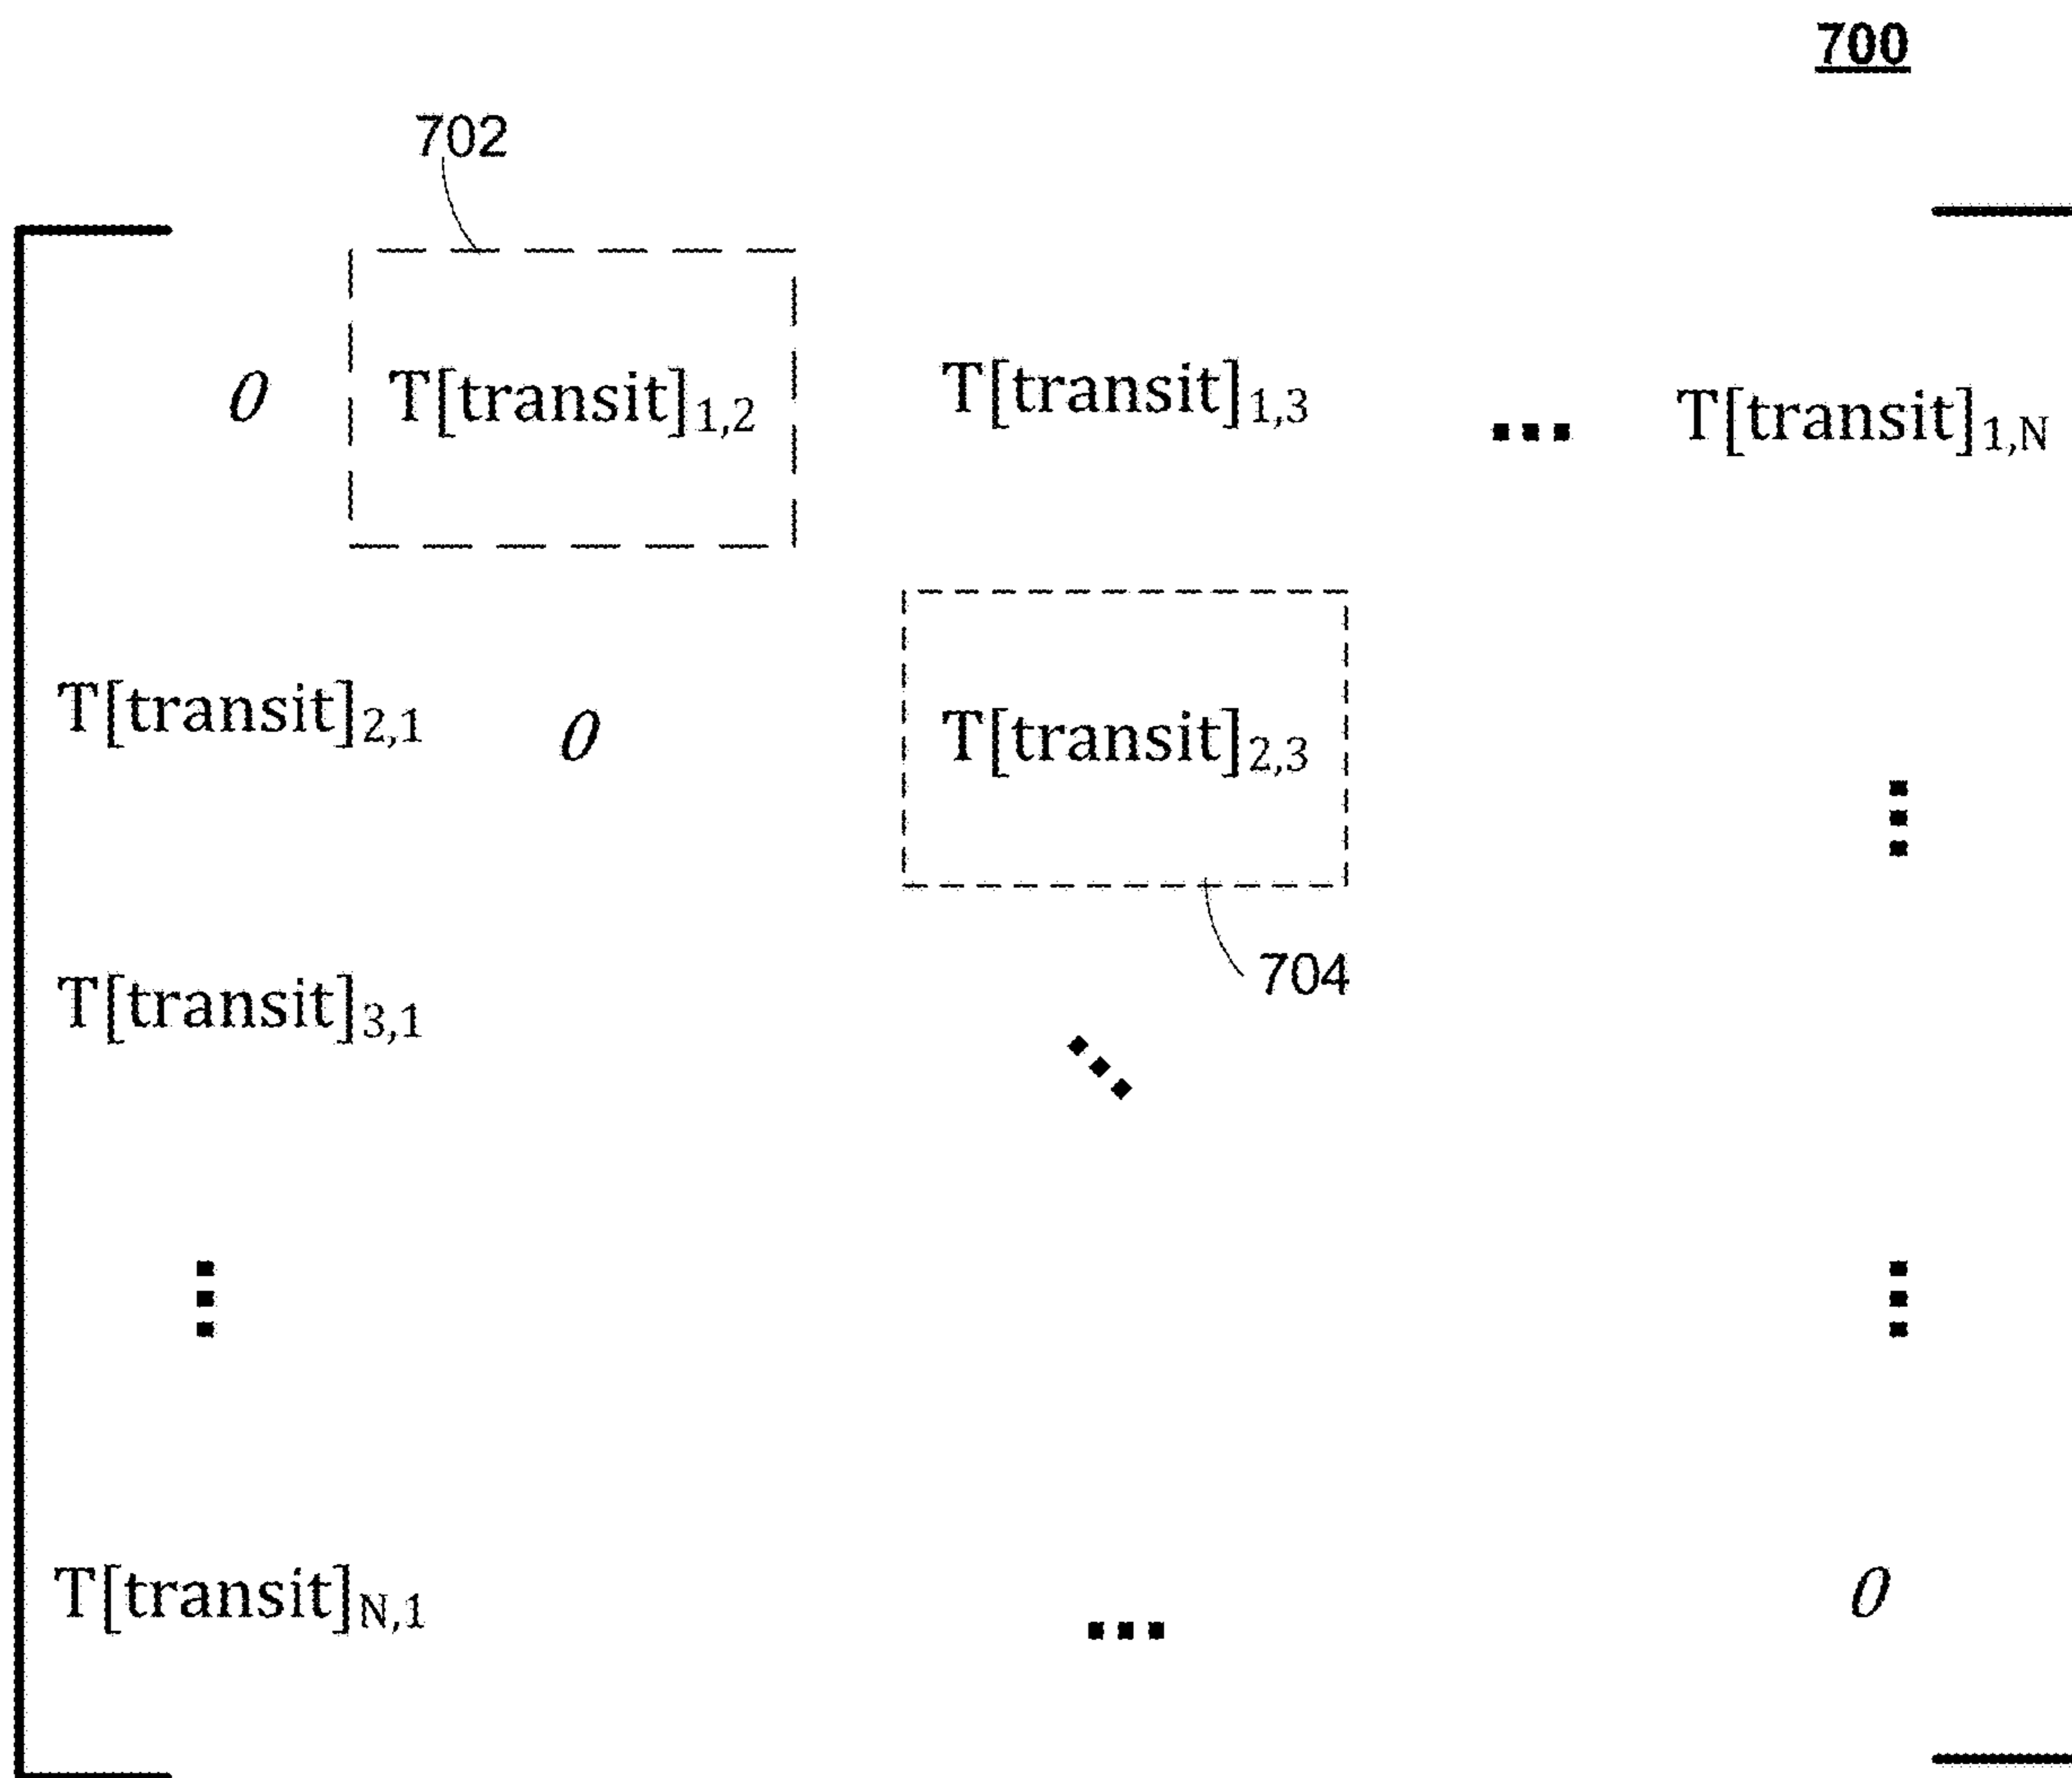 700
702
0 T[transit]1,2 T[transit]1,3 ... T[transit]1,N
T[transit]2,1 0 T[transit]2,3
704
T[transit]3,1
T[transit]N,1 ... 0